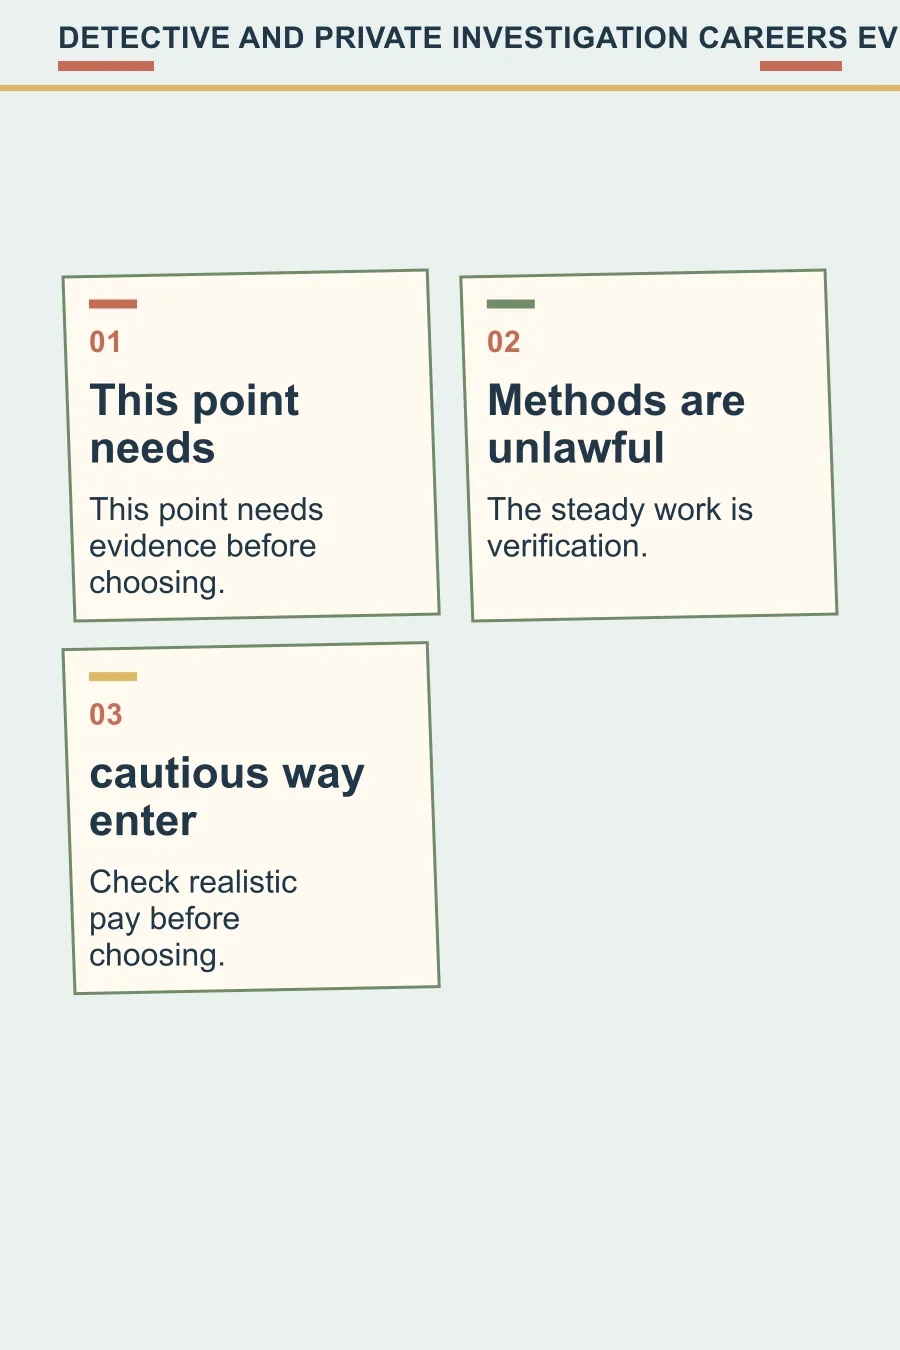 DETECTIVE AND PRIVATE INVESTIGATION CAREERS EV
01
This point
needs
This point needs
evidence before
choosing.
02
Methods are
unlawful
The steady work is
verification.
03
cautious way
enter
Check realistic
pay before
choosing.